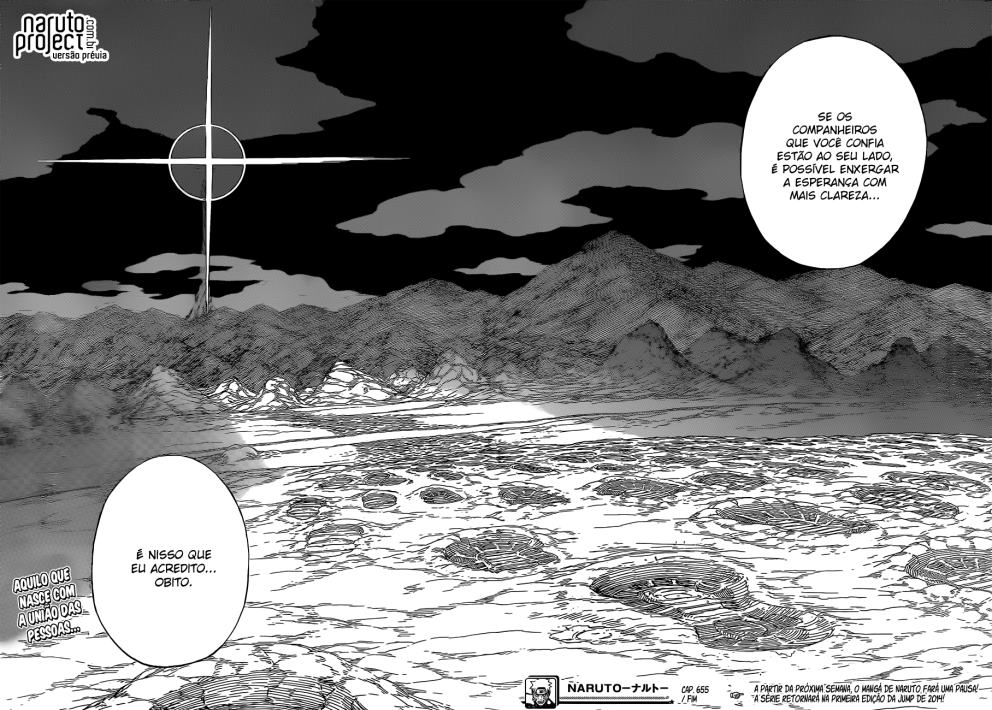 naruto
project
.com.br
versão prévia
SE OS
COMPANHEIROS
QUE VOCÊ CONFIA
ESTÃO AO SEU LADO,
É POSSÍVEL ENXERGAR
A ESPERANÇA COM
MAIS CLAREZA...
É NISSO QUE
EU ACREDITO...
OBITO.
AQUILO QUE
NASCE COM
A UNIÃO DAS
PESSOAS...
NARUTO—ナルト—
CAP. 655
/ FIM
A PARTIR DA PRÓXIMA SEMANA, O MANGÁ DE NARUTO FARÁ UMA PAUSA!
A SÉRIE RETORNARÁ NA PRIMEIRA EDIÇÃO DA JUMP DE 2014!